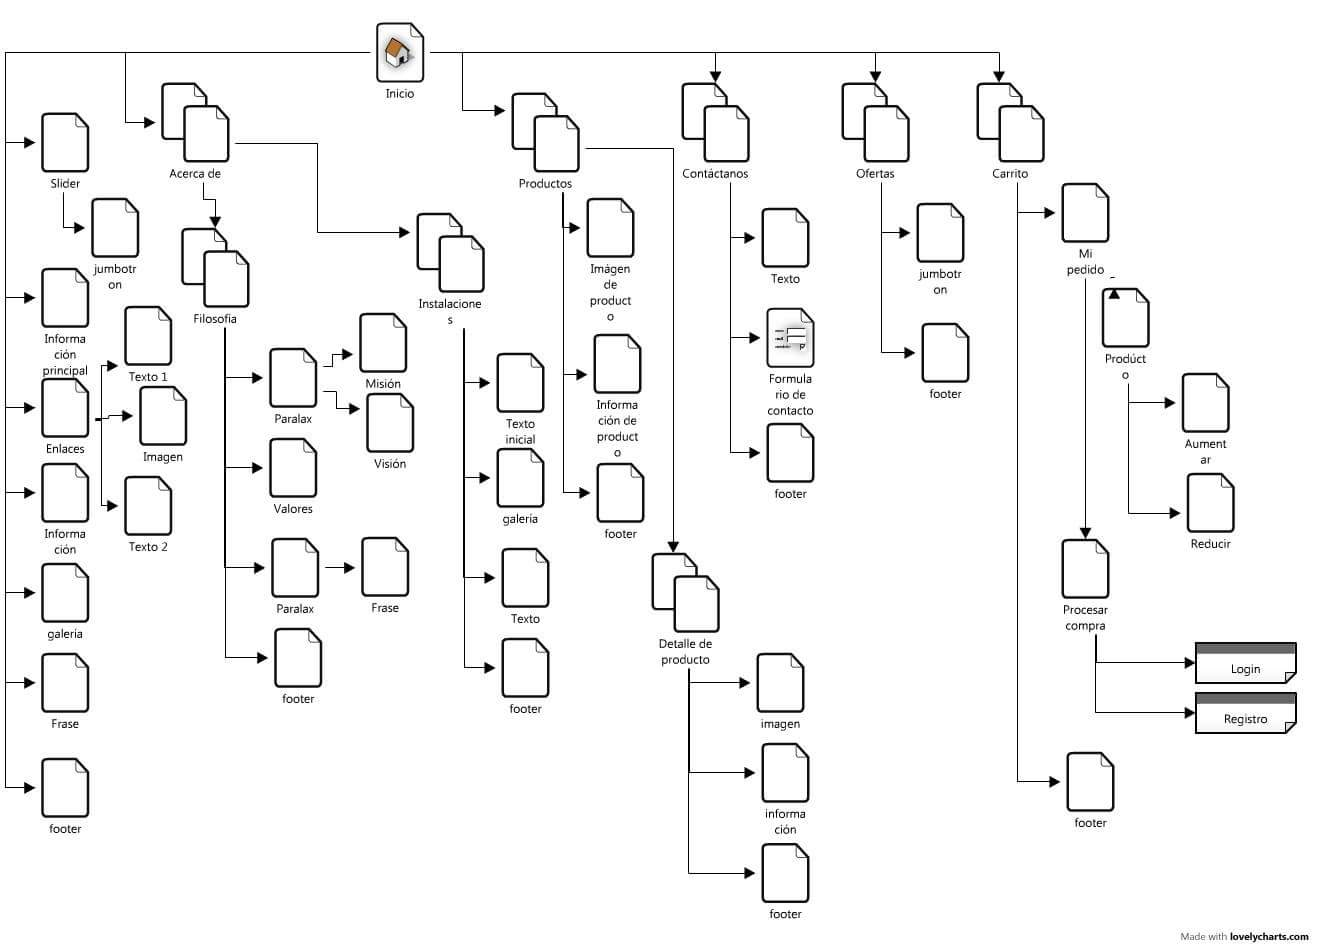 Inicio
Slider
jumbotr
on
Informa
ción
principal
Enlaces
Texto 1
Imagen
Texto 2
Informa
ción
galería
Frase
footer
Acerca de
Filosofía
Paralax
Misión
Visión
Valores
Paralax
Frase
footer
Instalacione
s
Texto
inicial
galería
Texto
footer
Productos
Imágen
de
product
o
Informa
ción de
product
o
footer
Detalle de
producto
imagen
informa
ción
footer
Contáctanos
Texto
Formula
rio de
contacto
footer
Ofertas
jumbotr
on
footer
Carrito
Mi
pedido
Prodúct
o
Aument
ar
Reducir
Procesar
compra
Login
Registro
footer
Made with lovelycharts.com